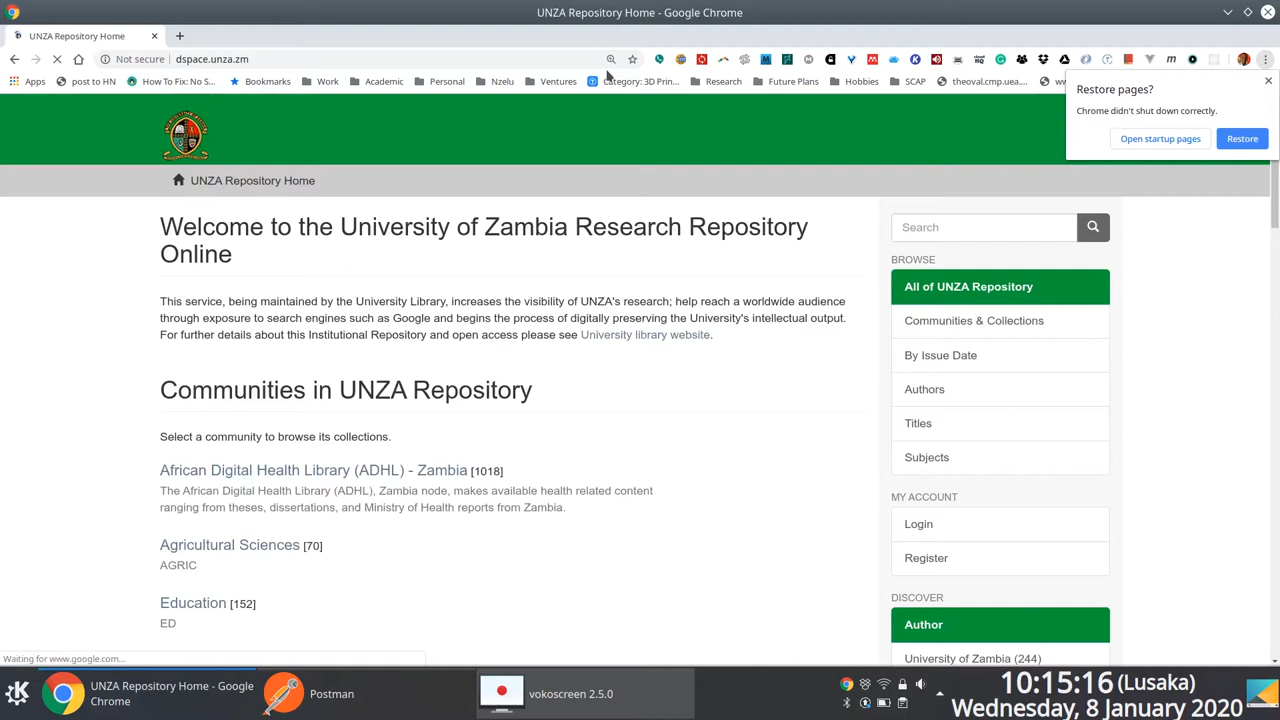 UNZA Repository Home - Google Chrome
UNZA Repository Home
Not secure dspace.unza.zm
Apps post to HN How To Fix: No S... Bookmarks Work Academic Personal Nzelu Ventures Category: 3D Prin... Research Future Plans Hobbies SCAP theoval.cmp.uea....
Restore pages?
Chrome didn't shut down correctly.
Open startup pages Restore
UNZA Repository Home
Welcome to the University of Zambia Research Repository
Online
This service, being maintained by the University Library, increases the visibility of UNZA's research; help reach a worldwide audience
through exposure to search engines such as Google and begins the process of digitally preserving the University's intellectual output.
For further details about this Institutional Repository and open access please see University library website.
Communities in UNZA Repository
Select a community to browse its collections.
African Digital Health Library (ADHL) - Zambia [1018]
The African Digital Health Library (ADHL), Zambia node, makes available health related content
ranging from theses, dissertations, and Ministry of Health reports from Zambia.
Agricultural Sciences [70]
AGRIC
Education [152]
ED
Search
BROWSE
All of UNZA Repository
Communities & Collections
By Issue Date
Authors
Titles
Subjects
MY ACCOUNT
Login
Register
DISCOVER
Author
University of Zambia (244)
Waiting for www.google.com...
UNZA Repository Home - Google
Chrome
Postman
vokoscreen 2.5.0
10:15:16 (Lusaka)
Wednesday, 8 January 2020